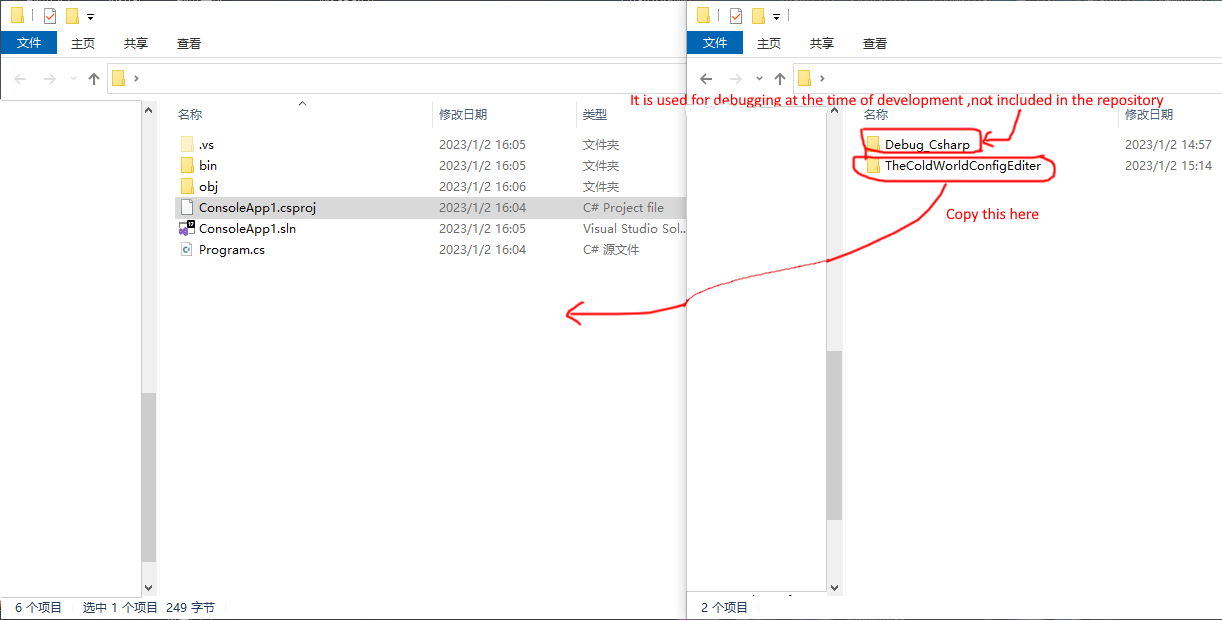 文件 主页 共享 查看
文件 主页 共享 查看
It is used for debugging at the time of development ,not included in the repository
名称 修改日期 类型
.vs 2023/1/2 16:05 文件夹
bin 2023/1/2 16:05 文件夹
obj 2023/1/2 16:06 文件夹
ConsoleApp1.csproj 2023/1/2 16:04 C# Project file
ConsoleApp1.sln 2023/1/2 16:05 Visual Studio Sol...
Program.cs 2023/1/2 16:04 C# 源文件
名称 修改日期
Debug_Csharp 2023/1/2 14:57
TheColdWorldConfigEditer 2023/1/2 15:14
Copy this here
6 个项目 选中 1 个项目 249 字节
2 个项目